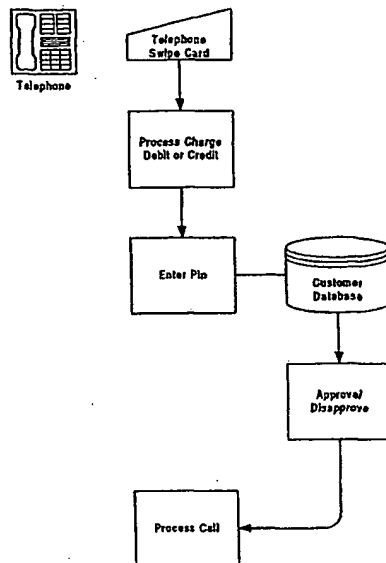 Telephone
Telephone
Swipe Card
Process Charge
Debit or Credit
Enter Pin
Customer
Database
Approve/
Disapprove
Process Call